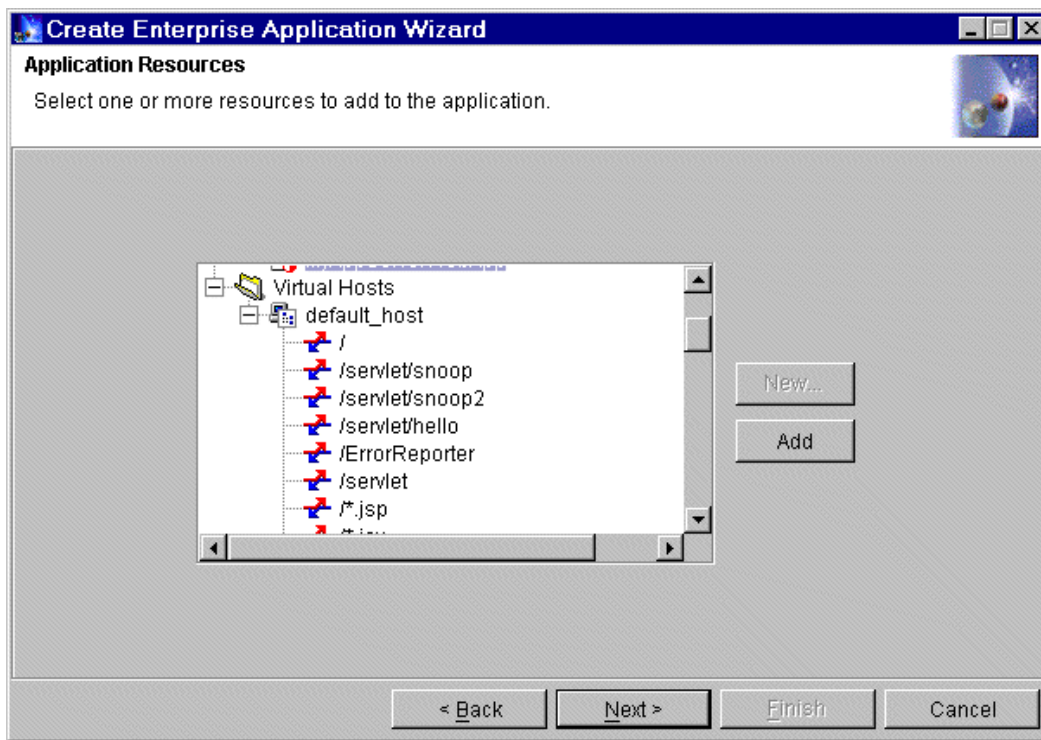 Create Enterprise Application Wizard
Application Resources
Select one or more resources to add to the application.
Virtual Hosts
default_host
/
/servlet/snoop
/servlet/snoop2
/servlet/hello
/ErrorReporter
/servlet
/*.jsp
New...
Add
< Back
Next >
Finish
Cancel